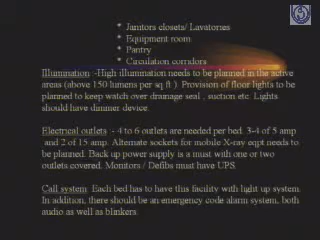 * Janitors closets/ Lavatories
* Equipment room
* Pantry
* Circulation corridors
Illumination: -High illumination needs to be planned in the active
areas (above 150 lumens per sq ft ). Provision of floor lights to be
planned to keep watch over drainage seal , suction etc. Lights
should have dimmer device.
Electrical outlets : - 4 to 6 outlets are needed per bed. 3-4 of 5 amp
and 2 of 15 amp. Alternate sockets for mobile X-ray eqpt needs to
be planned. Back up power supply is a must with one or two
outlets covered. Monitors / Defibs must have UPS.
Call system: Each bed has to have this facility with light up system.
In addition, there should be an emergency code alarm system, both
audio as well as blinkers.